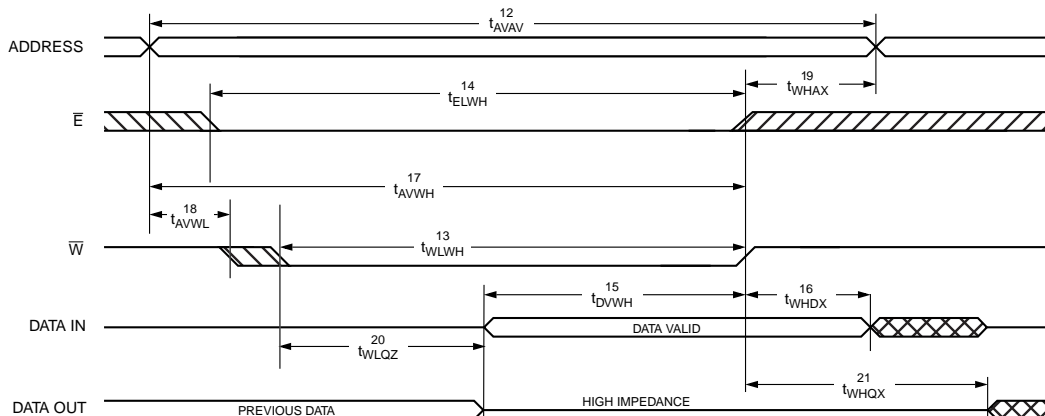 12
tAVAV
ADDRESS
14
tELWH
19
tWHAX
E
17
tAVWH
18
tAVWL
13
tWLWH
W
15
tDVWH
16
tWHDX
DATA IN
DATA VALID
20
tWLQZ
21
tWHQX
DATA OUT
PREVIOUS DATA
HIGH IMPEDANCE